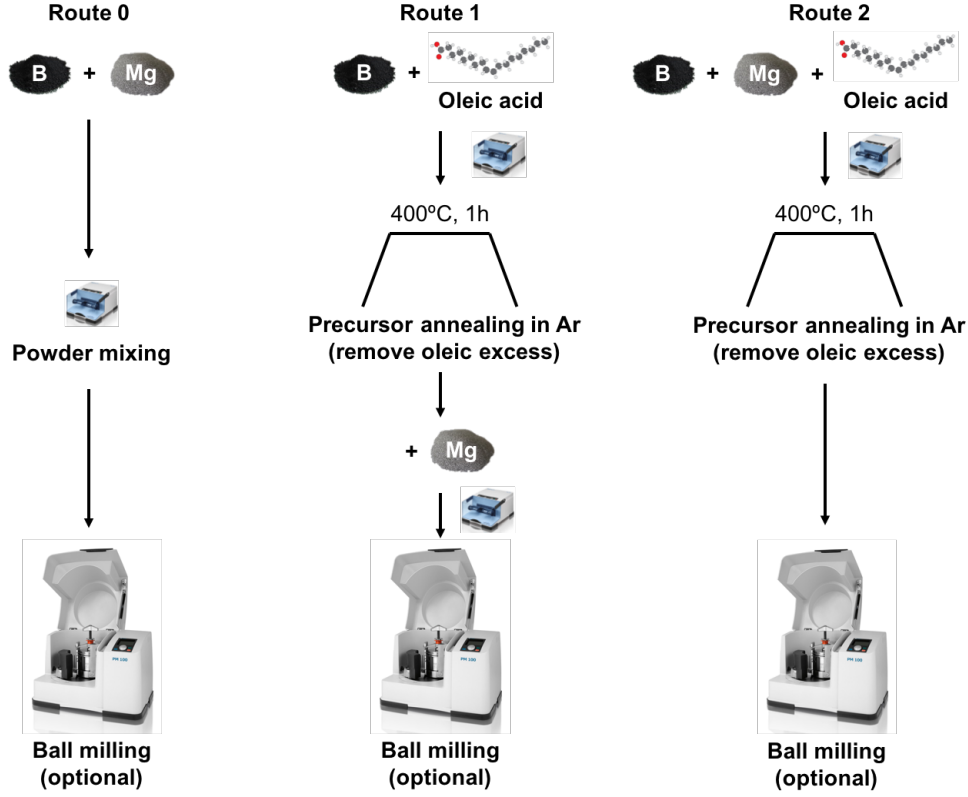 Route 0
B + Mg
Powder mixing
PM 100
Ball milling
(optional)
Route 1
B +
Oleic acid
400ºC, 1h
Precursor annealing in Ar
(remove oleic excess)
+ Mg
PM 100
Ball milling
(optional)
Route 2
B + Mg +
Oleic acid
400ºC, 1h
Precursor annealing in Ar
(remove oleic excess)
PM 100
Ball milling
(optional)